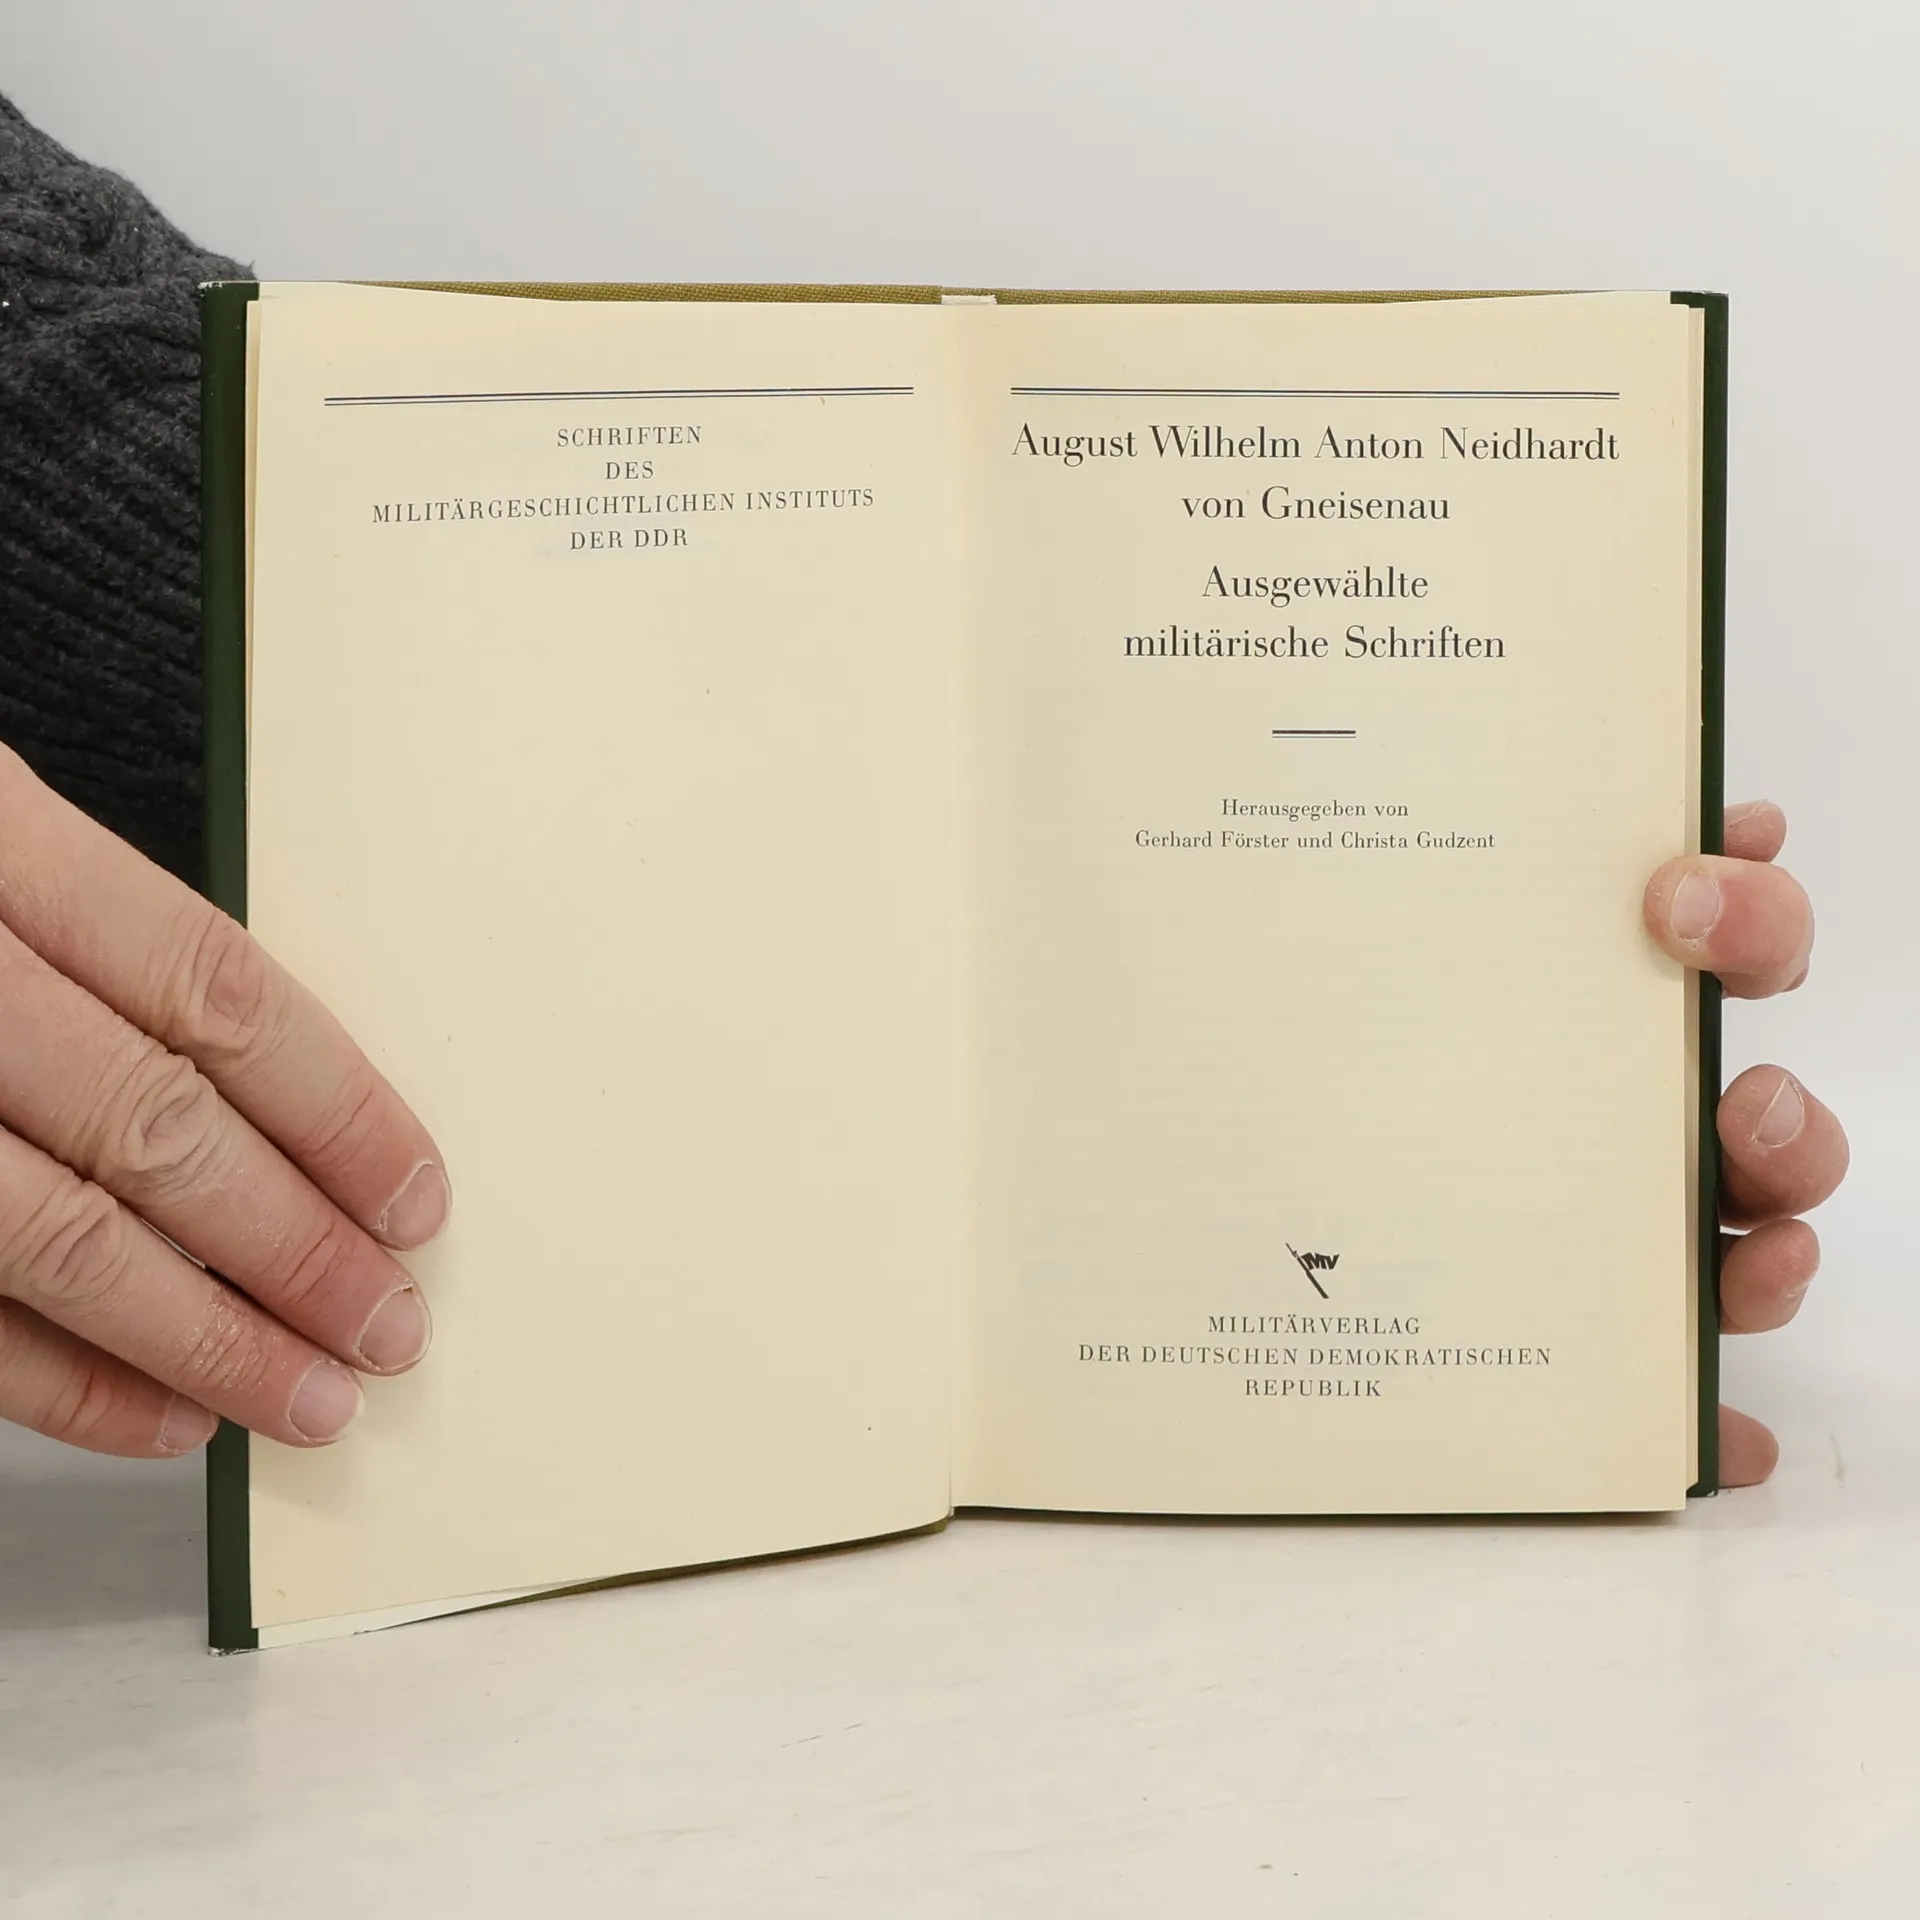 SCHRIFTEN
DES
MILITÄRGESCHICHTLICHEN INSTITUTS
DER DDR
August Wilhelm Anton Neidhardt
von Gneisenau
Ausgewählte
militärische Schriften
Herausgegeben von
Gerhard Förster und Christa Gudzent
MV
MILITÄRVERLAG
DER DEUTSCHEN DEMOKRATISCHEN
REPUBLIK